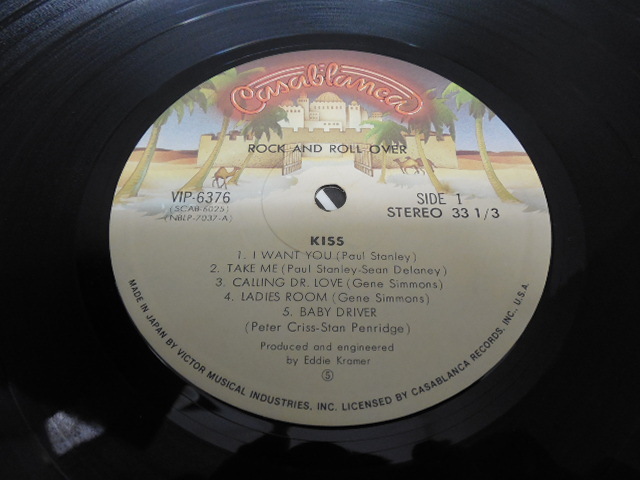 Casablanca
ROCK AND ROLL OVER
VIP-6376
(5CAB-6025)
(NBLP-7037-A)
SIDE 1
STEREO 33 1/3
KISS
1. I WANT YOU (Paul Stanley)
2. TAKE ME (Paul Stanley-Sean Delaney)
3. CALLING DR. LOVE (Gene Simmons)
4. LADIES ROOM (Gene Simmons)
5. BABY DRIVER
(Peter Criss-Stan Penridge)
Produced and engineered
by Eddie Kramer
Ⓢ
MADE IN JAPAN BY VICTOR MUSICAL INDUSTRIES, INC. LICENSED BY CASABLANCA RECORDS, INC., U.S.A.